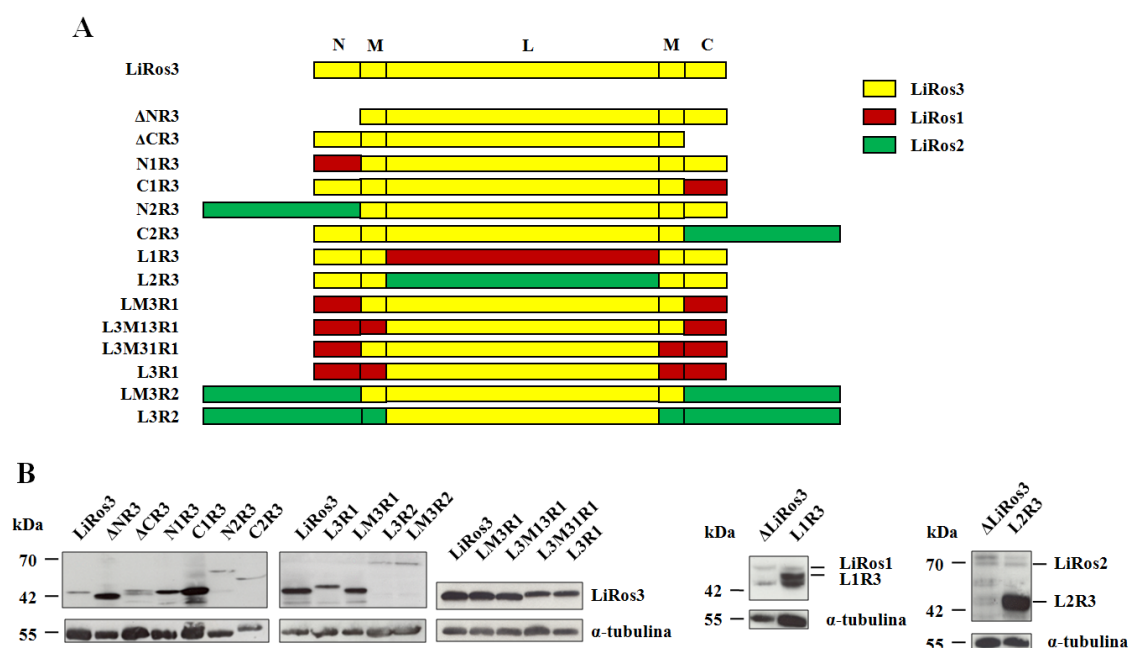 A
N M L M C
LiRos3
ΔNR3
ΔCR3
N1R3
C1R3
N2R3
C2R3
L1R3
L2R3
LM3R1
L3M13R1
L3M31R1
L3R1
LM3R2
L3R2
LiRos3
LiRos1
LiRos2
B
kDa
LiRos3 ΔNR3 ΔCR3 N1R3 C1R3 N2R3 C2R3
70
42
55
LiRos3 L3R1 LM3R1 L3R2 LM3R2
LiRos3 LM3R1 L3M13R1 L3M31R1 L3R1
LiRos3
α-tubulina
kDa
ΔLiRos3 L1R3
LiRos1
L1R3
42
55
kDa
ΔLiRos3 L2R3
70
LiRos2
L2R3
42
55
α-tubulina